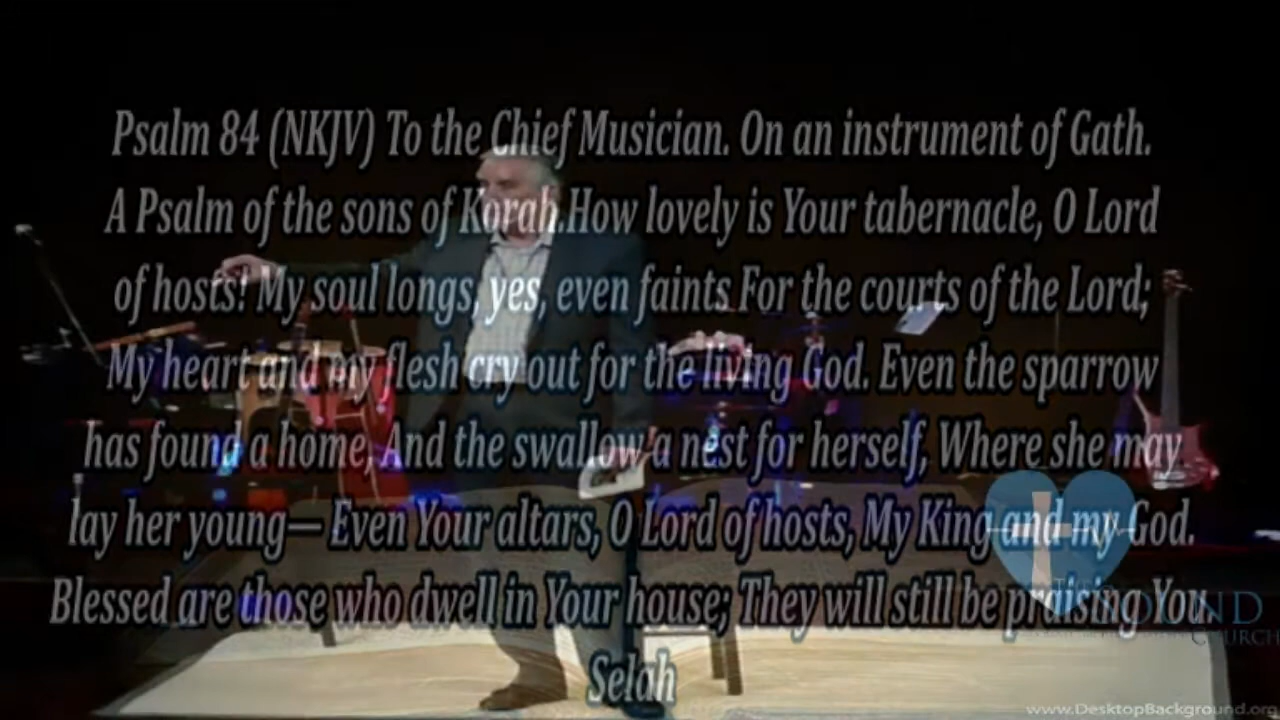 Psalm 84 (NKJV) To the Chief Musician. On an instrument of Gath.
A Psalm of the sons of Korah.How lovely is Your tabernacle, O Lord
of hosts! My soul longs, yes, even faints For the courts of the Lord;
My heart and my flesh cry out for the living God. Even the sparrow
has found a home, And the swallow a nest for herself, Where she may
lay her young— Even Your altars, O Lord of hosts, My King and my God.
Blessed are those who dwell in Your house; They will still be praising You
Selah
CHURCH
www.DesktopBackground.org